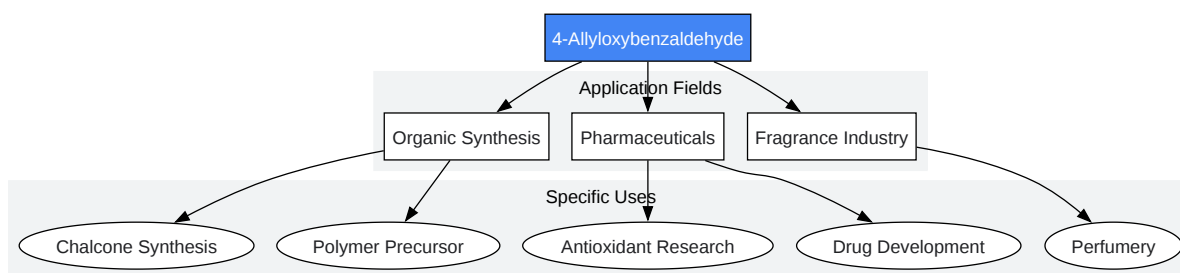 4-Allyloxybenzaldehyde
Application Fields
Organic Synthesis
Pharmaceuticals
Fragrance Industry
Specific Uses
Chalcone Synthesis
Polymer Precursor
Antioxidant Research
Drug Development
Perfumery